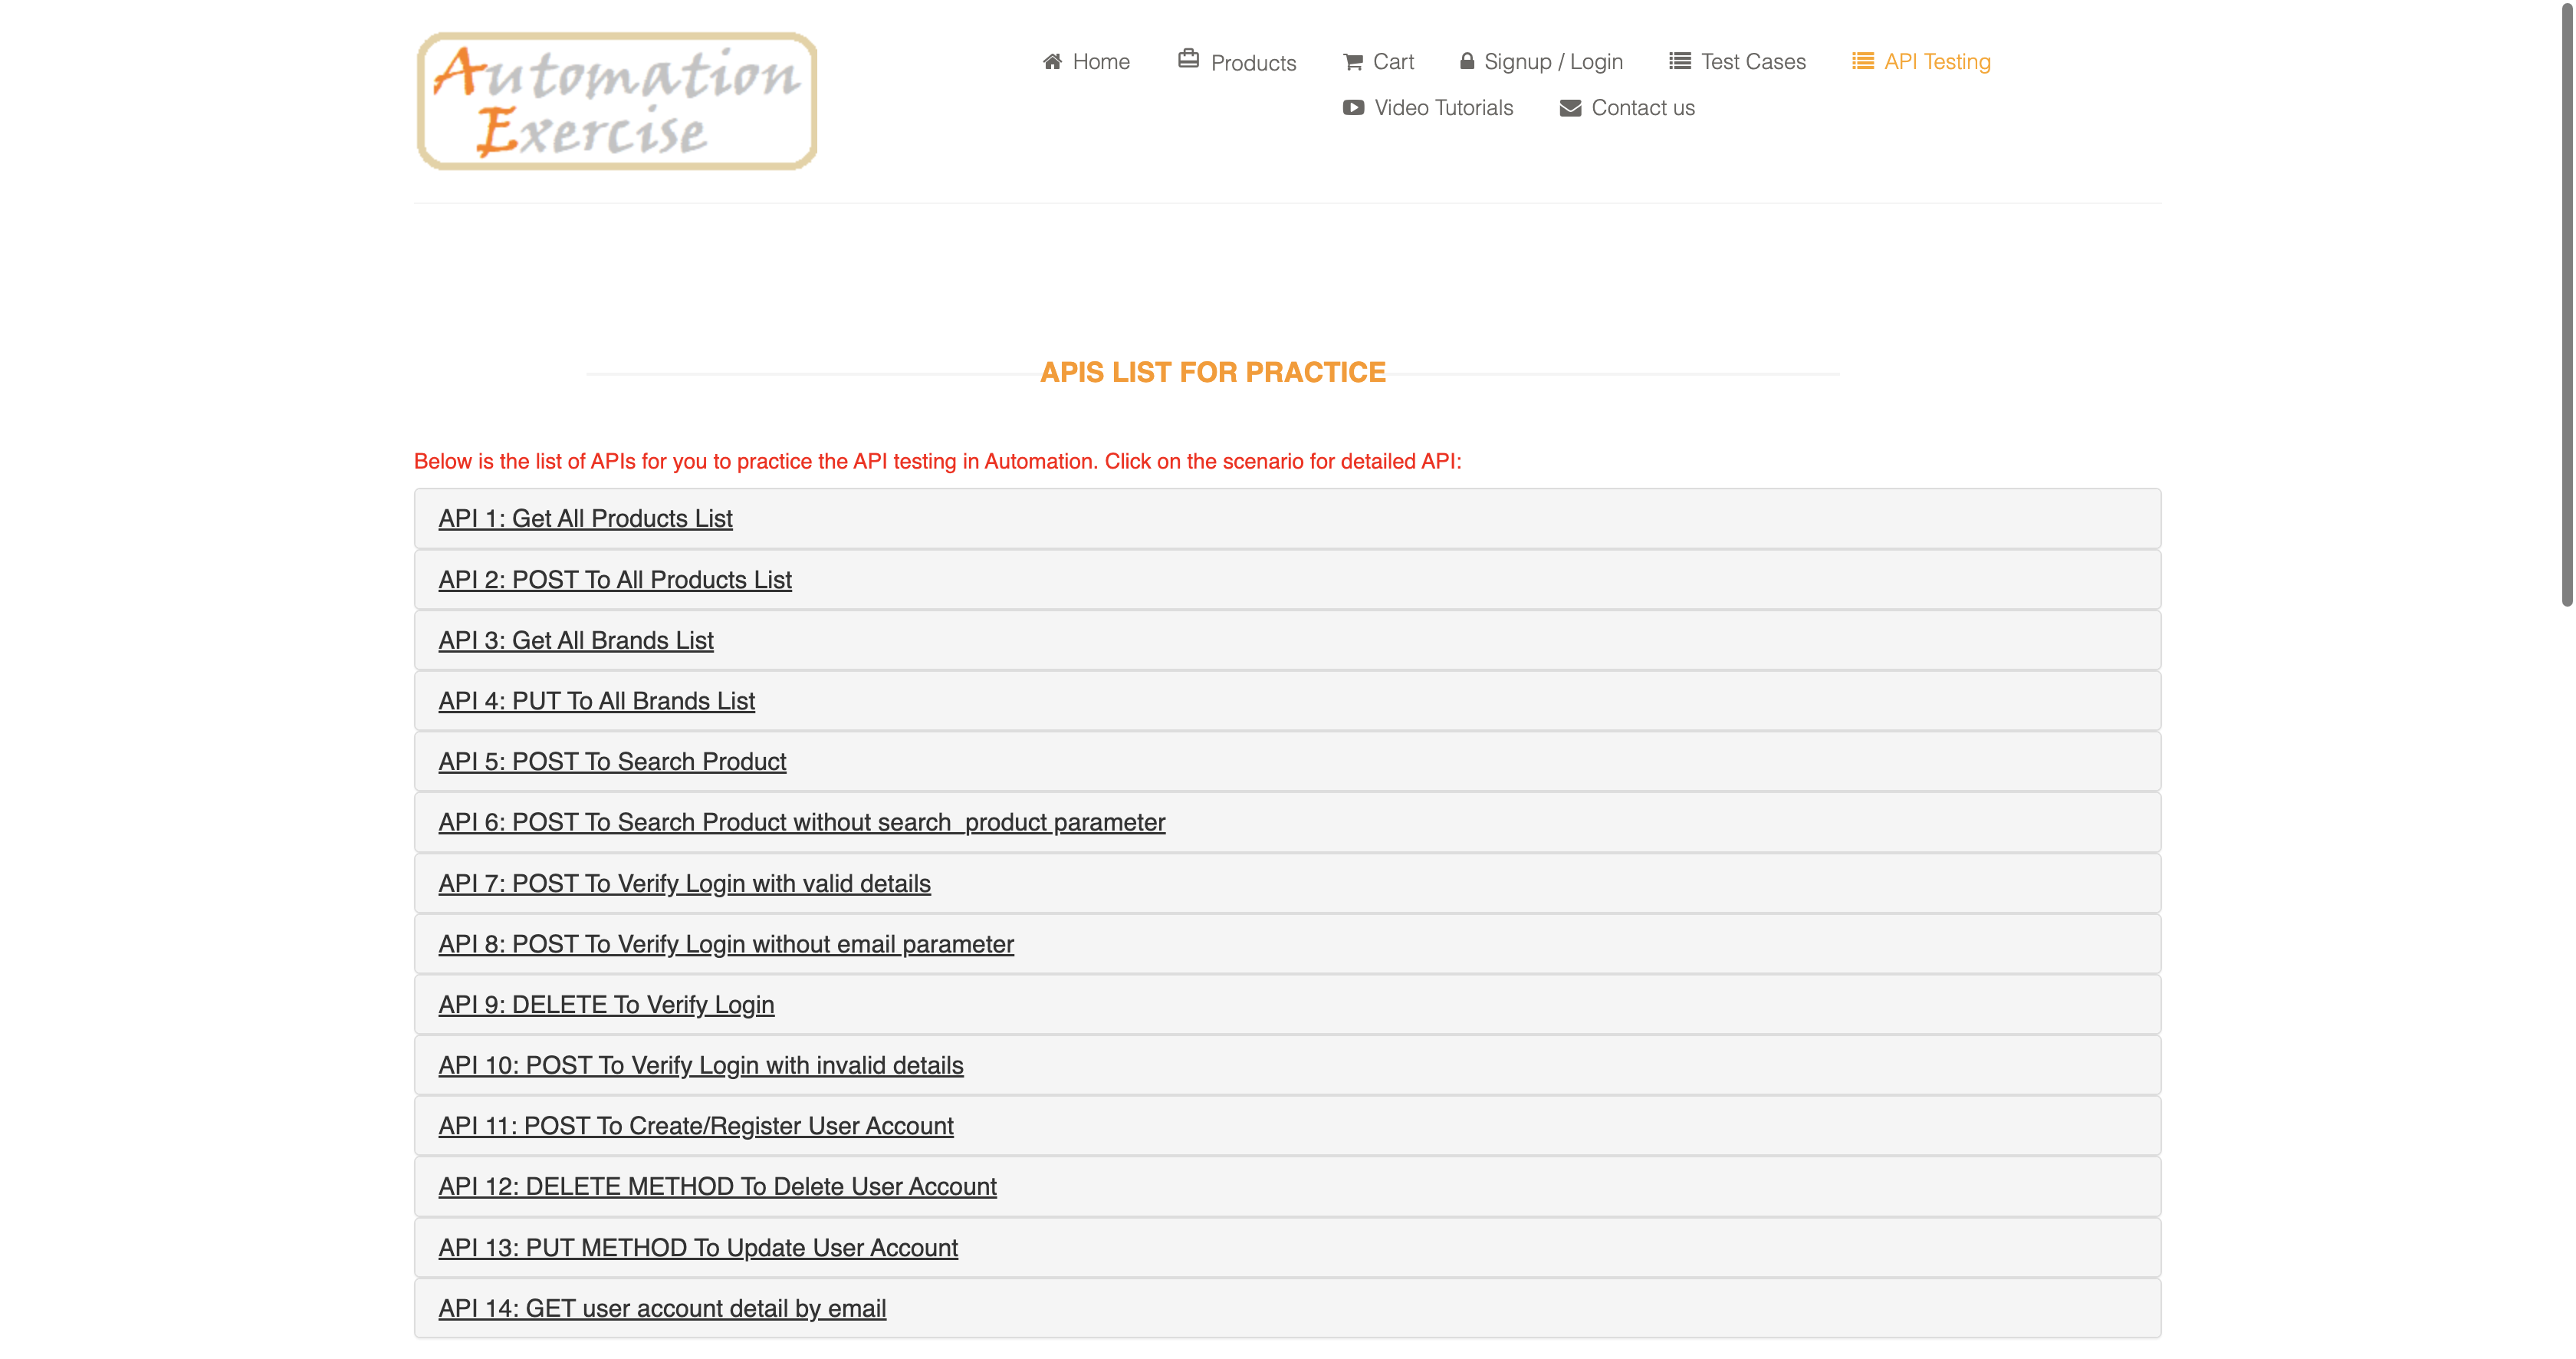 Automation
Exercise
Home Products Cart Signup / Login Test Cases API Testing
Video Tutorials Contact us
APIS LIST FOR PRACTICE
Below is the list of APIs for you to practice the API testing in Automation. Click on the scenario for detailed API:
API 1: Get All Products List
API 2: POST To All Products List
API 3: Get All Brands List
API 4: PUT To All Brands List
API 5: POST To Search Product
API 6: POST To Search Product without search_product parameter
API 7: POST To Verify Login with valid details
API 8: POST To Verify Login without email parameter
API 9: DELETE To Verify Login
API 10: POST To Verify Login with invalid details
API 11: POST To Create/Register User Account
API 12: DELETE METHOD To Delete User Account
API 13: PUT METHOD To Update User Account
API 14: GET user account detail by email